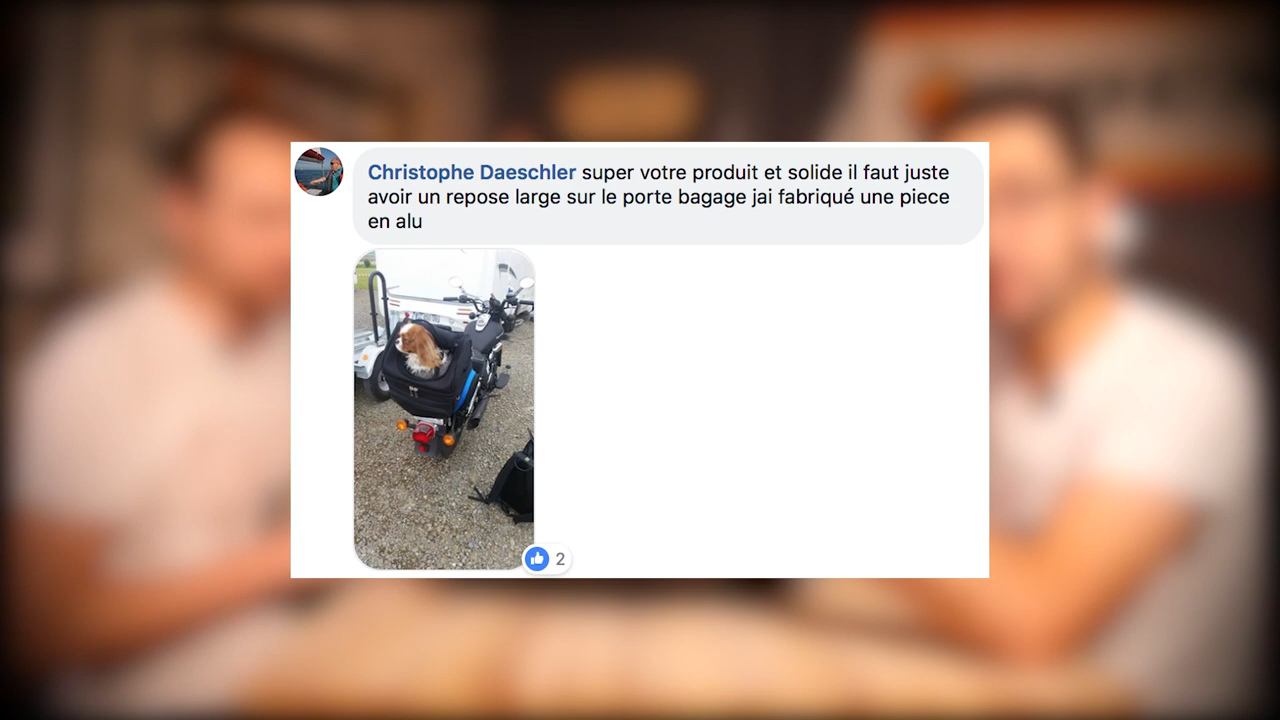 Christophe Daeschler super votre produit et solide il faut juste
avoir un repose large sur le porte bagage jai fabriqué une piece
en alu
2